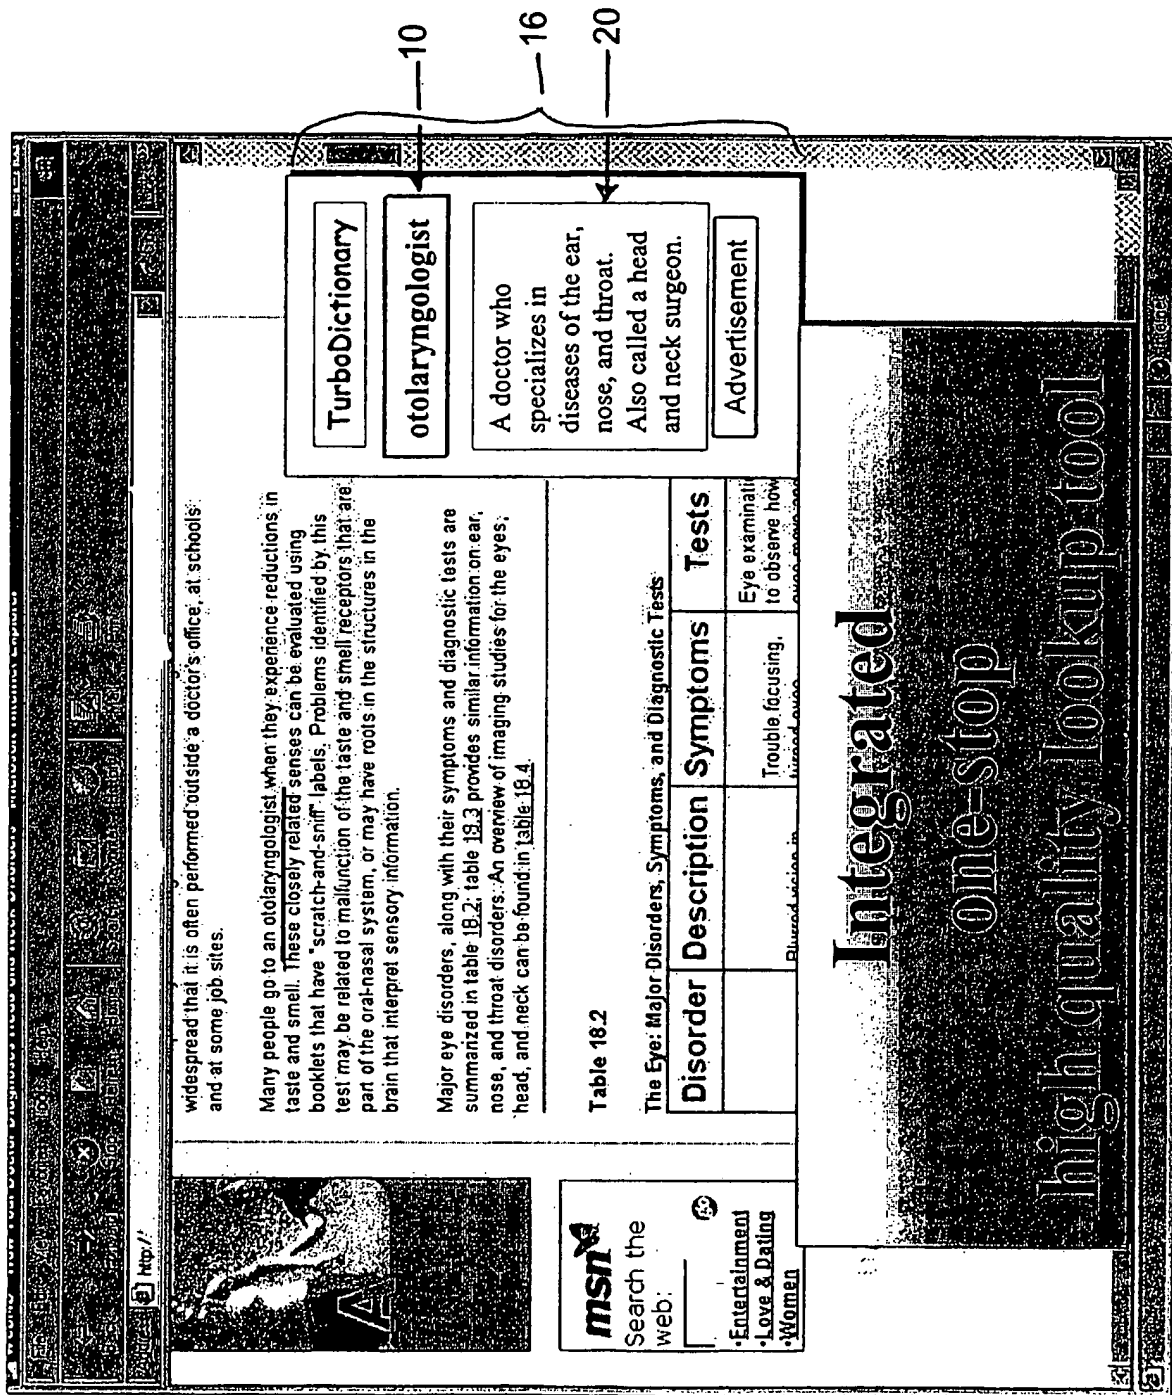 http://
widespread that it is often performed outside a doctor's office, at schools
and at some job sites.
Many people go to an otolaryngologist when they experience reductions in
taste and smell. These closely related senses can be evaluated using
booklets that have "scratch-and-sniff" labels. Problems identified by this
test may be related to malfunction of the taste and smell receptors that are
part of the oral-nasal system, or may have roots in the structures in the
brain that interpret sensory information.
Major eye disorders, along with their symptoms and diagnostic tests are
summarized in table 18.2; table 19.3 provides similar information on ear,
nose, and throat disorders. An overview of imaging studies for the eyes,
head, and neck can be found in table 18.4.
Table 18.2
The Eye: Major Disorders, Symptoms, and Diagnostic Tests
Disorder Description Symptoms Tests
Trouble focusing, Eye examinati
to observe how
Blurred vision in
msn
Search the
web:
GO
•Entertainment
•Love & Dating
•Women
TurboDictionary
otolaryngologist
A doctor who
specializes in
diseases of the ear,
nose, and throat.
Also called a head
and neck surgeon.
Advertisement
10
16
20
Integrated
one-stop
high quality lookup tool